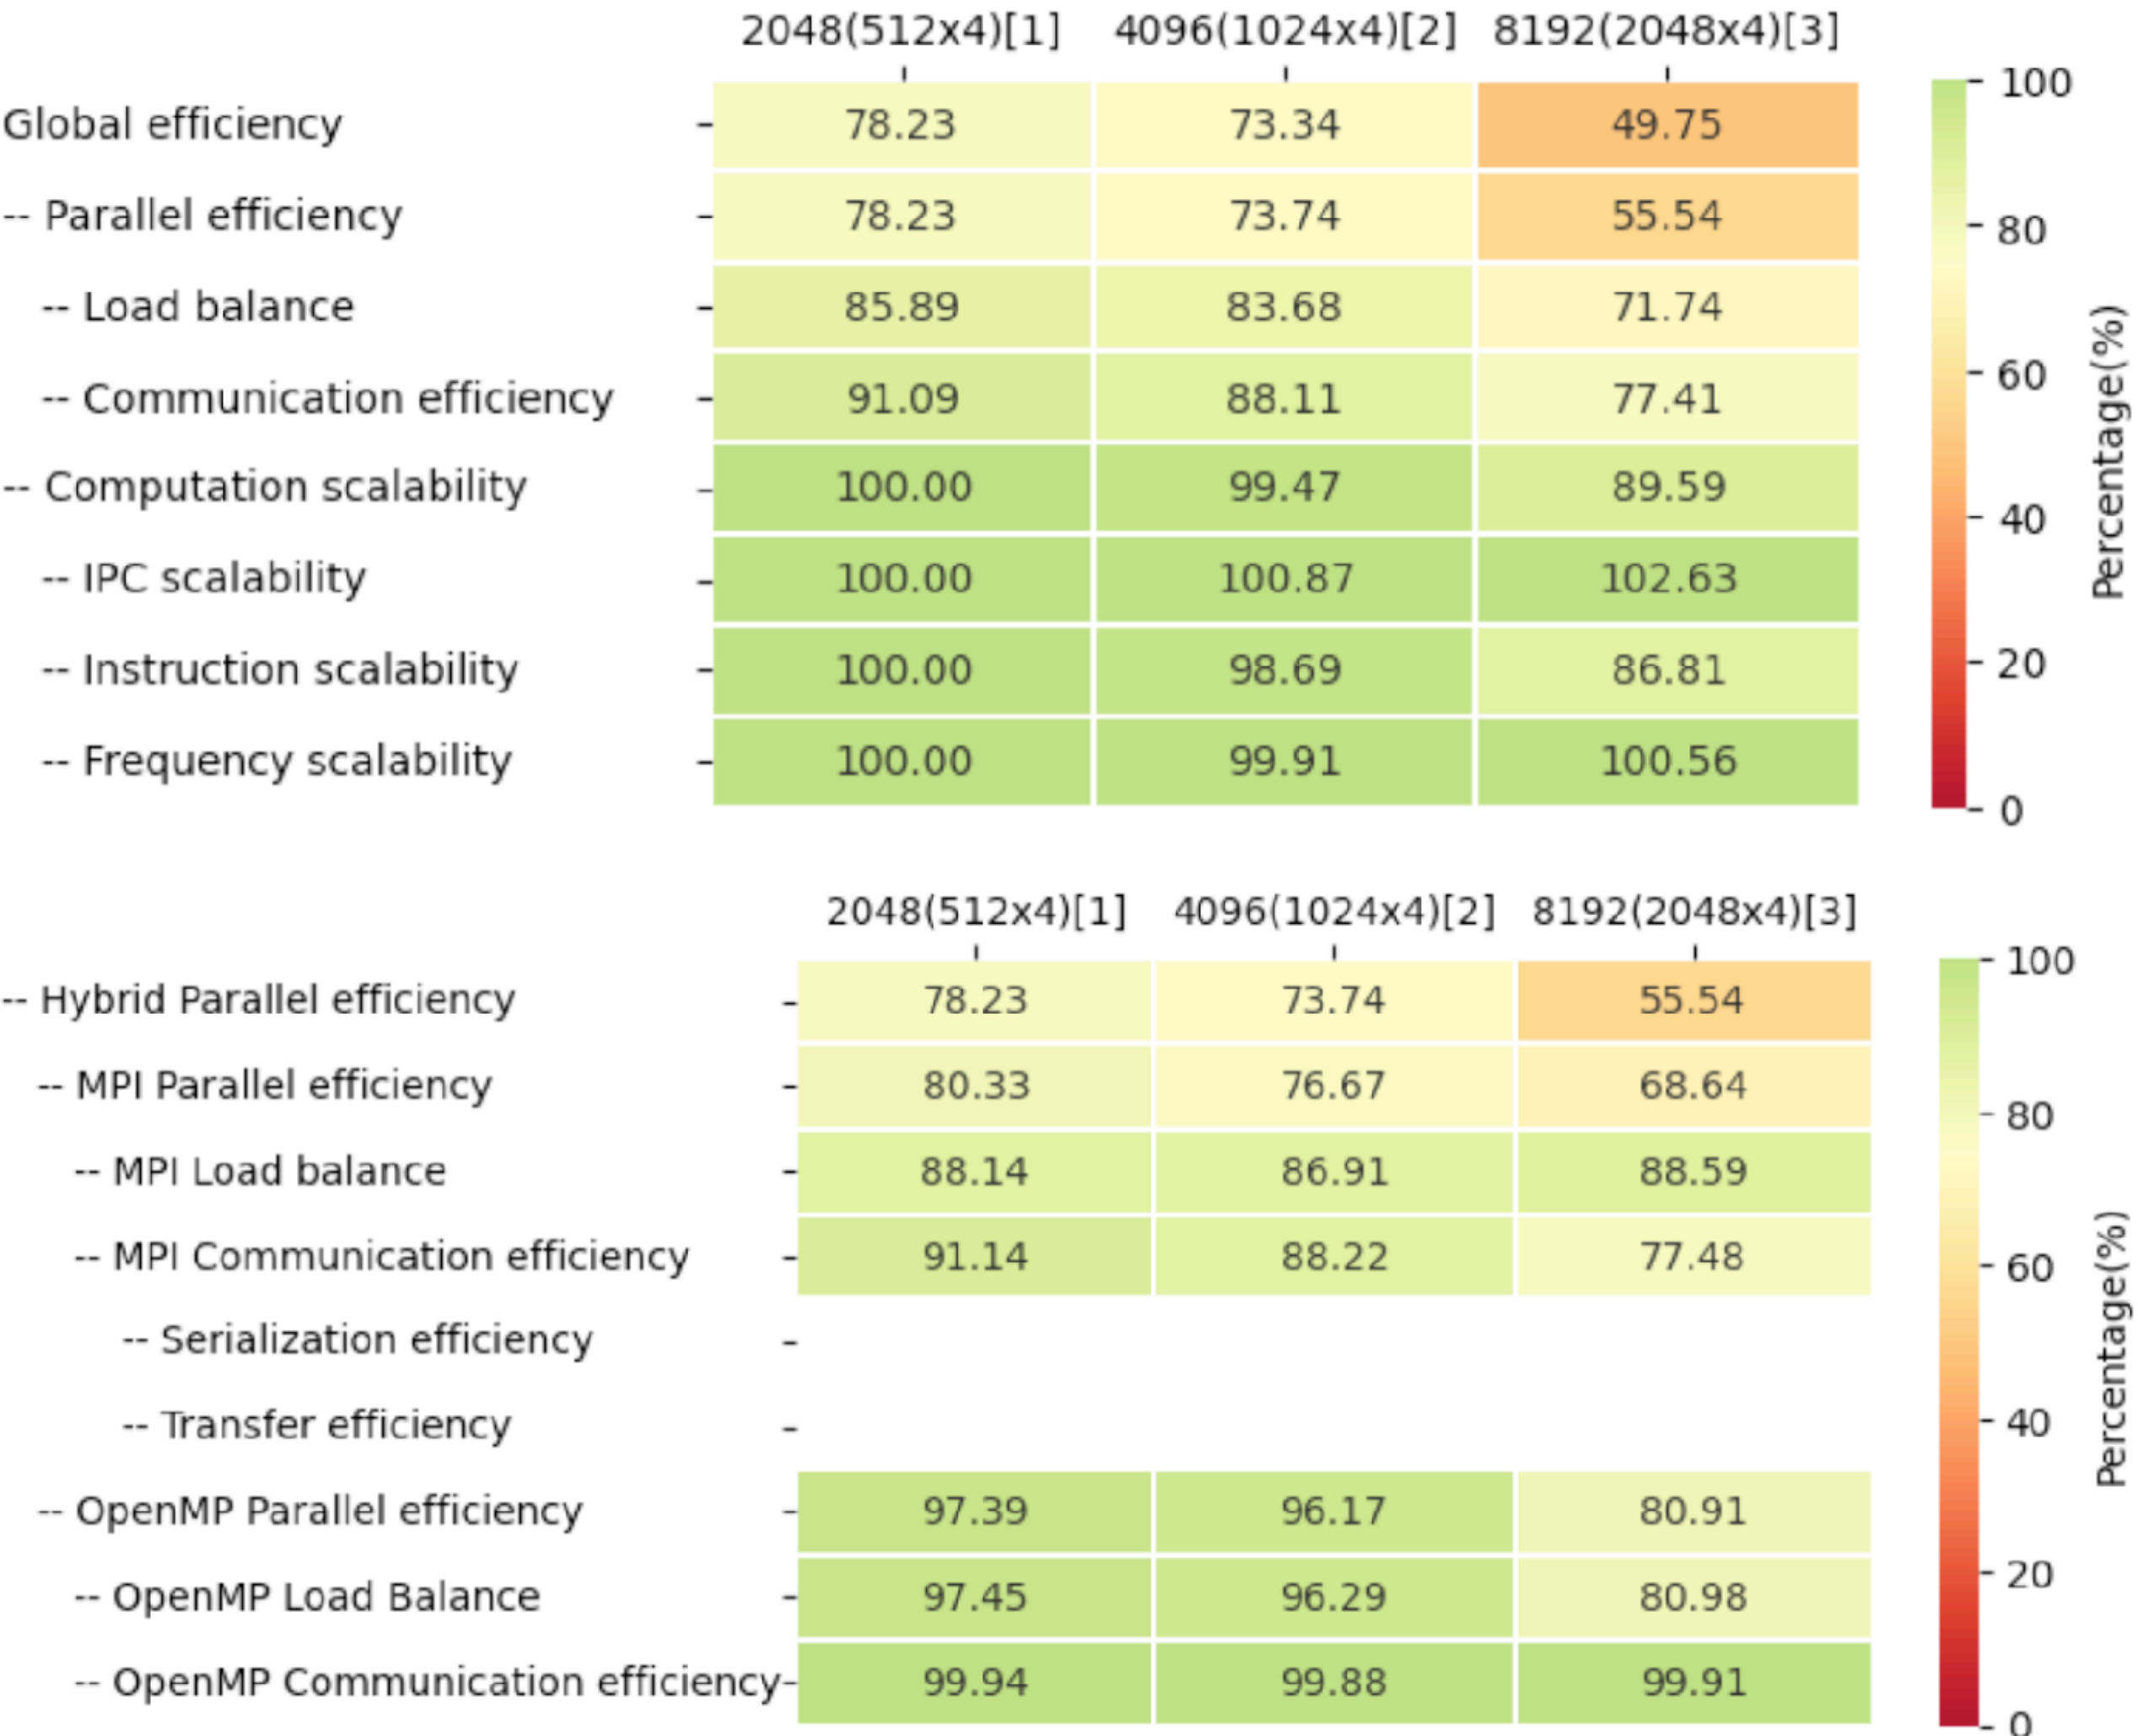 2048(512x4)[1] 4096(1024x4)[2] 8192(2048x4)[3]
Global efficiency 78.23 73.34 49.75
-- Parallel efficiency 78.23 73.74 55.54
-- Load balance 85.89 83.68 71.74
-- Communication efficiency 91.09 88.11 77.41
-- Computation scalability 100.00 99.47 89.59
-- IPC scalability 100.00 100.87 102.63
-- Instruction scalability 100.00 98.69 86.81
-- Frequency scalability 100.00 99.91 100.56
100
80
60
40
20
0
Percentage(%)
2048(512x4)[1] 4096(1024x4)[2] 8192(2048x4)[3]
-- Hybrid Parallel efficiency 78.23 73.74 55.54
-- MPI Parallel efficiency 80.33 76.67 68.64
-- MPI Load balance 88.14 86.91 88.59
-- MPI Communication efficiency 91.14 88.22 77.48
-- Serialization efficiency
-- Transfer efficiency
-- OpenMP Parallel efficiency 97.39 96.17 80.91
-- OpenMP Load Balance 97.45 96.29 80.98
-- OpenMP Communication efficiency 99.94 99.88 99.91
100
80
60
40
20
0
Percentage(%)